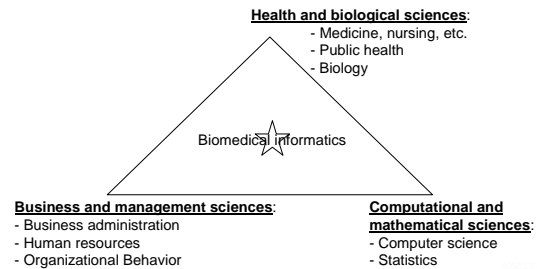 Health and biological sciences:
- Medicine, nursing, etc.
- Public health
- Biology
Biomedical informatics
Business and management sciences:
- Business administration
- Human resources
- Organizational Behavior
Computational and
mathematical sciences:
- Computer science
- Statistics